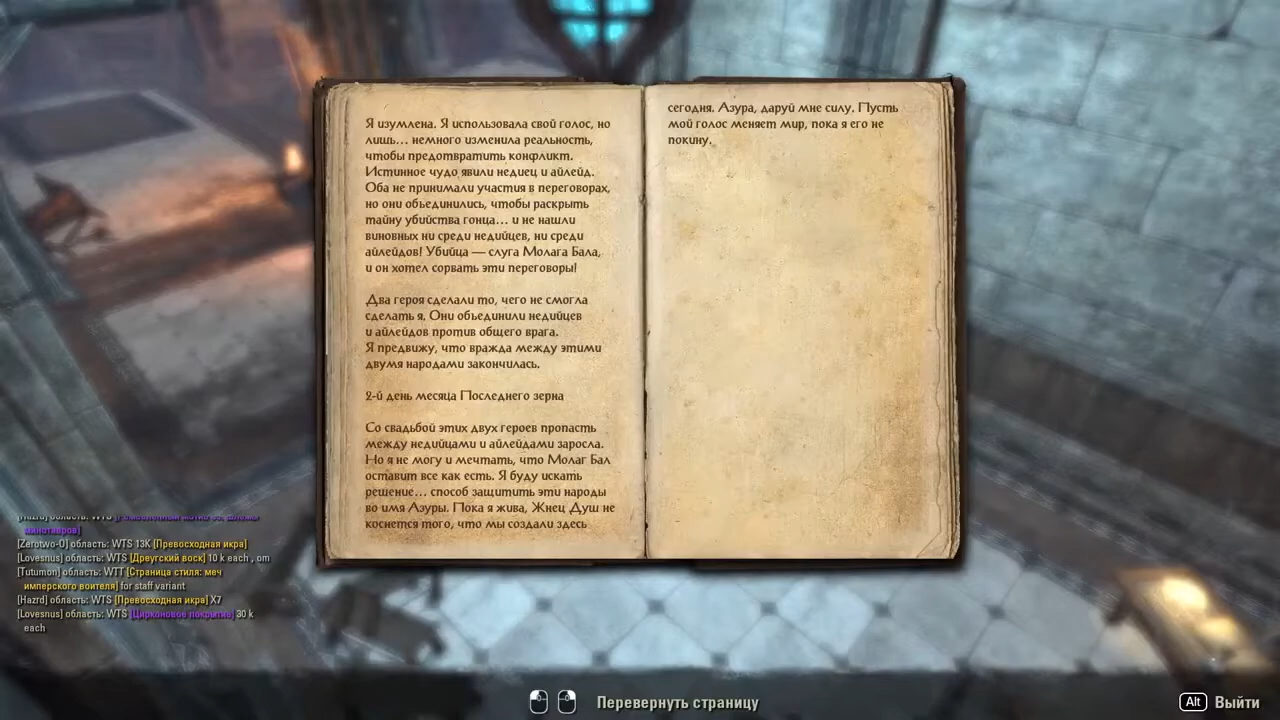 Я изумлена. Я использовала свой голос, но
лишь... немного изменила реальность,
чтобы предотвратить конфликт.
Истинное чудо явили недиец и айлейд.
Оба не принимали участия в переговорах,
но они объединились, чтобы раскрыть
тайну убийства гонца... и не нашли
виновных ни среди недийцев, ни среди
айлейдов! Убийца — слуга Молага Бала,
и он хотел сорвать эти переговоры!
Два героя сделали то, чего не смогла
сделать я. Они объединили недийцев
и айлейдов против общего врага.
Я предвижу, что вражда между этими
двумя народами закончилась.
2-й день месяца Последнего зерна
Со свадьбой этих двух героев пропасть
между недийцами и айлейдами заросла.
Но я не могу и мечтать, что Молаг Бал
оставит все как есть. Я буду искать
решение... способ защитить эти народы
во имя Азуры. Пока я жива, Жнец Душ не
коснется того, что мы создали здесь
сегодня. Азура, даруй мне силу. Пусть
мой голос меняет мир, пока я его не
покину.
[Hazrd] область: WTS
минотавров]
[Zerotwo-O] область: WTS 13K [Превосходная икра]
[Lovesnus] область: WTS [Дреугский воск] 10 k each , om
[Tutumon] область: WTT [Страница стиля: меч
имперского воителя] for staff variant
[Hazrd] область: WTS [Превосходная икра] X7
[Lovesnus] область: WTS [Цирконовое покрытие] 30 k
each
Перевернуть страницу
Alt Выйти